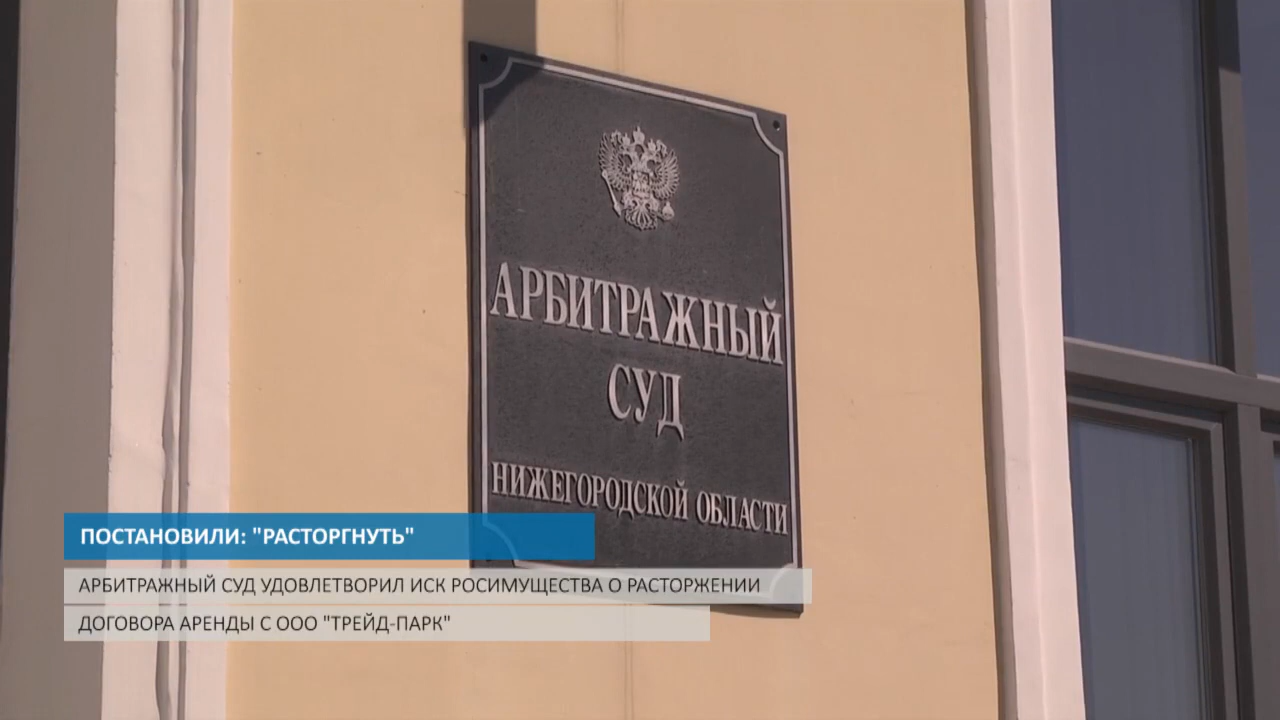 АРБИТРАЖНЫЙ
СУД
НИЖЕГОРОДСКОЙ ОБЛАСТИ
ПОСТАНОВИЛИ: "РАСТОРГНУТЬ"
АРБИТРАЖНЫЙ СУД УДОВЛЕТВОРИЛ ИСК РОСИМУЩЕСТВА О РАСТОРЖЕНИИ
ДОГОВОРА АРЕНДЫ С ООО "ТРЕЙД-ПАРК"